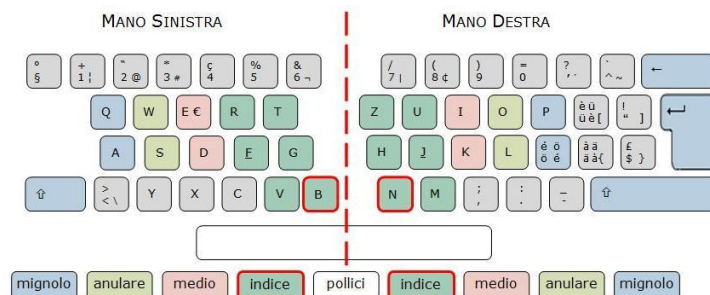 MANO SINISTRA MANO DESTRA
° + " * ç % & / ( ) = ? ` ←
§ 1 ¦ 2 @ 3 # 4 5 6 ¬ 7 | 8 ¢ 9 0 ' ´ ^ ~
Q W E € R T Z U I O P è ü !
ü è [ " ]
A S D F G H J K L é ö à ä £
ö é ä à { $ }
⇧ > Y X C V B N M ; : _ ⇧
< \ , . -
mignolo anulare medio indice pollici indice medio anulare mignolo